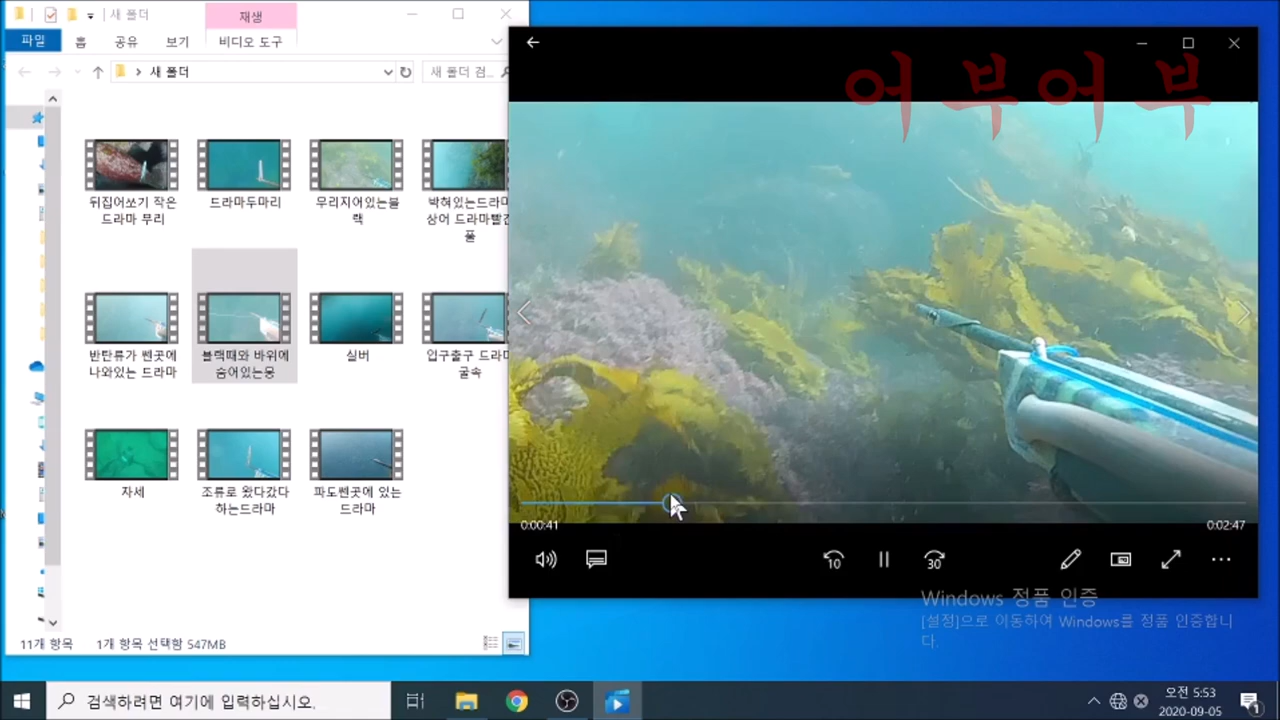 새 폴더
재생
파일
홈
공유
보기
비디오 도구
새 폴더
새 폴더 검...
뒤집어쏘기 작은
드라마 무리
드라마두마리
무리지어있는블
랙
박혀있는드라마
상어 드라마빨간
풀
반탄류가 쎈곳에
나와있는 드라마
블랙때와 바위에
숨어있는몽
실버
입구출구 드라마
굴속
자세
조류로 왔다갔다
하는드라마
파도쎈곳에 있는
드라마
11개 항목
1개 항목 선택함 547MB
어부어부
0:00:41
0:02:47
10
30
Windows 정품 인증
[설정]으로 이동하여 Windows를 정품 인증합니
다.
검색하려면 여기에 입력하십시오.
오전 5:53
2020-09-05
1